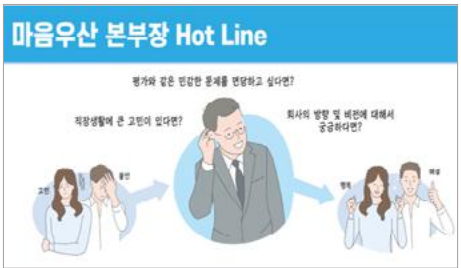 마음우산 본부장 Hot Line
평가와 같은 민감한 문제를 면담하고 싶다면?
직장생활에 큰 고민이 있다면?
회사의 방향 및 비전에 대해서
궁금하다면?
고민
불안
행복
해결